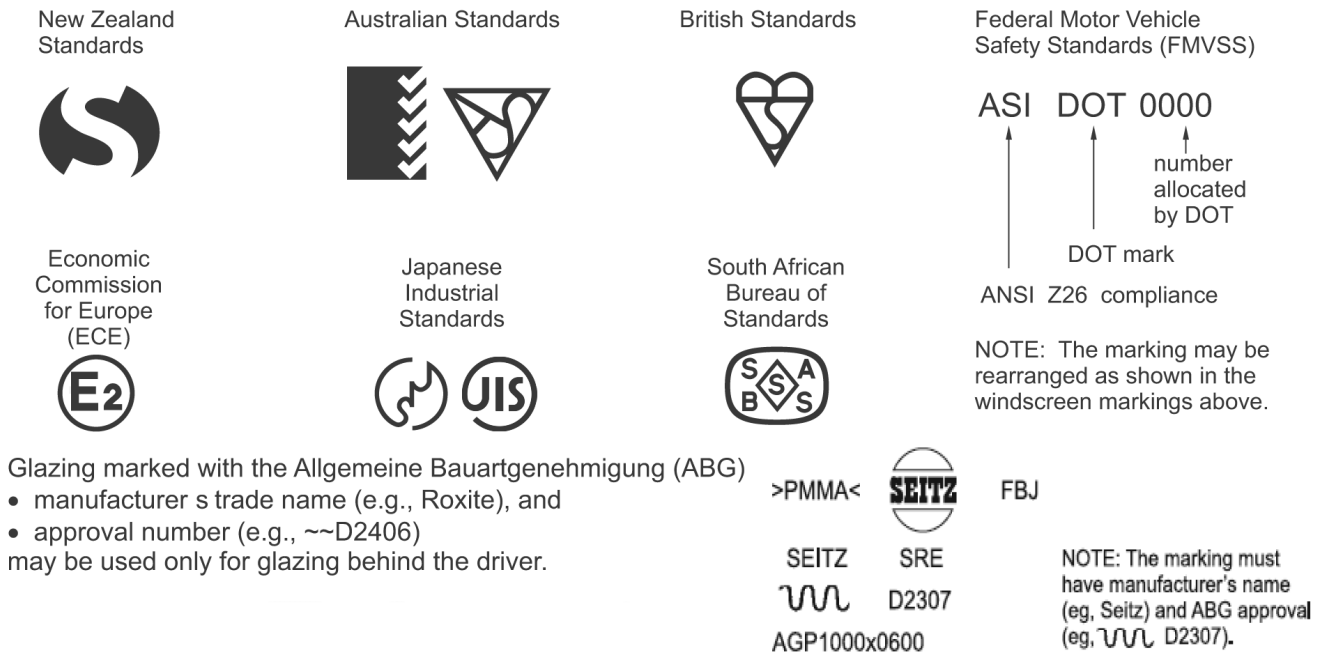 New Zealand
Standards
Australian Standards
British Standards
Federal Motor Vehicle
Safety Standards (FMVSS)
S
ASI DOT 0000
number
allocated
by DOT
DOT mark
ANSI Z26 compliance
Economic
Commission
for Europe
(ECE)
Japanese
Industrial
Standards
South African
Bureau of
Standards
E2
JIS
S A
S
B S
NOTE: The marking may be
rearranged as shown in the
windscreen markings above.
Glazing marked with the Allgemeine Bauartgenehmigung (ABG)
• manufacturer s trade name (e.g., Roxite), and
• approval number (e.g., ~~D2406)
may be used only for glazing behind the driver.
>PMMA< SEITZ FBJ
SEITZ SRE
D2307
AGP1000x0600
NOTE: The marking must
have manufacturer's name
(eg, Seitz) and ABG approval
(eg, D2307).